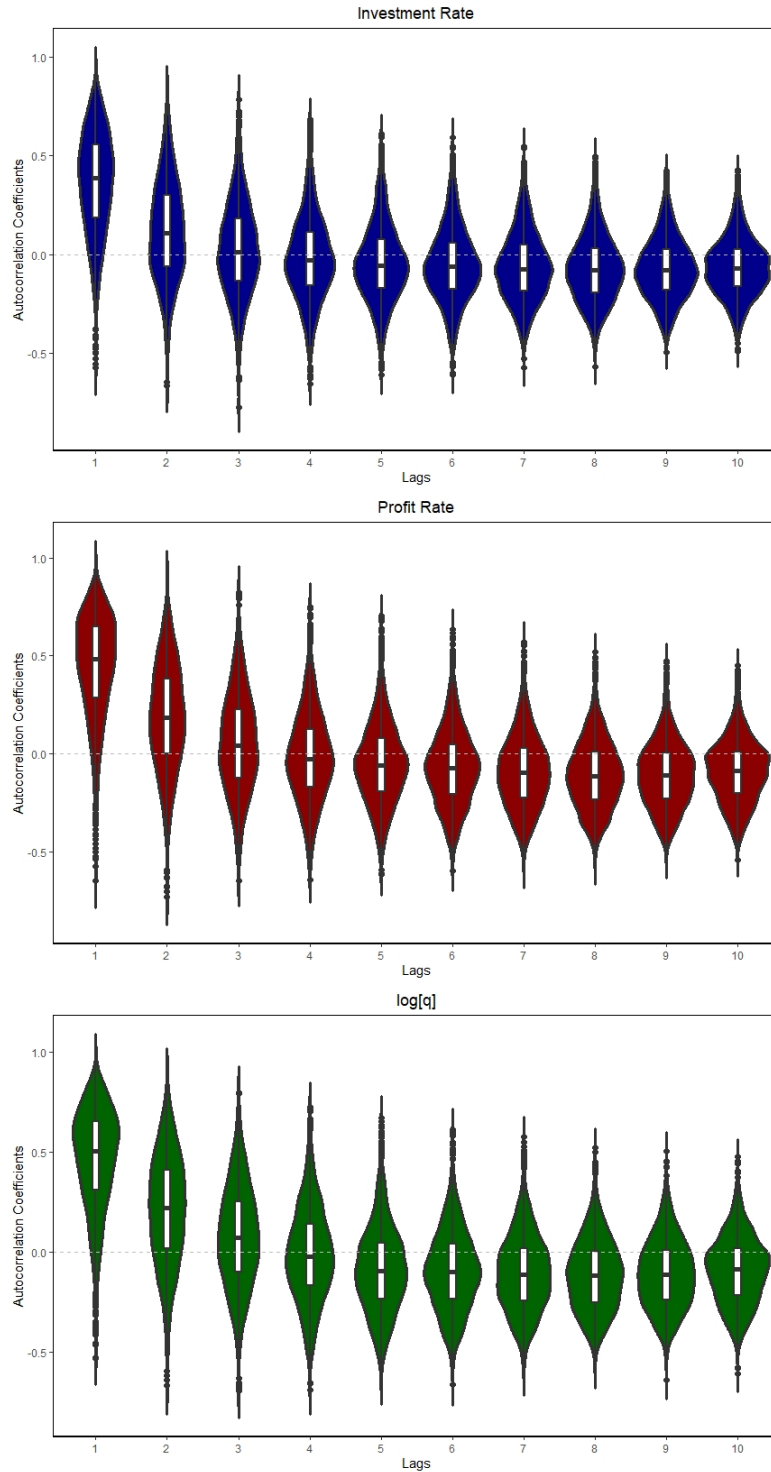 Investment Rate
Autocorrelation Coefficients
1.0
0.5
0.0
-0.5
1 2 3 4 5 6 7 8 9 10
Lags
Profit Rate
Autocorrelation Coefficients
1.0
0.5
0.0
-0.5
1 2 3 4 5 6 7 8 9 10
Lags
log[q]
Autocorrelation Coefficients
1.0
0.5
0.0
-0.5
1 2 3 4 5 6 7 8 9 10
Lags